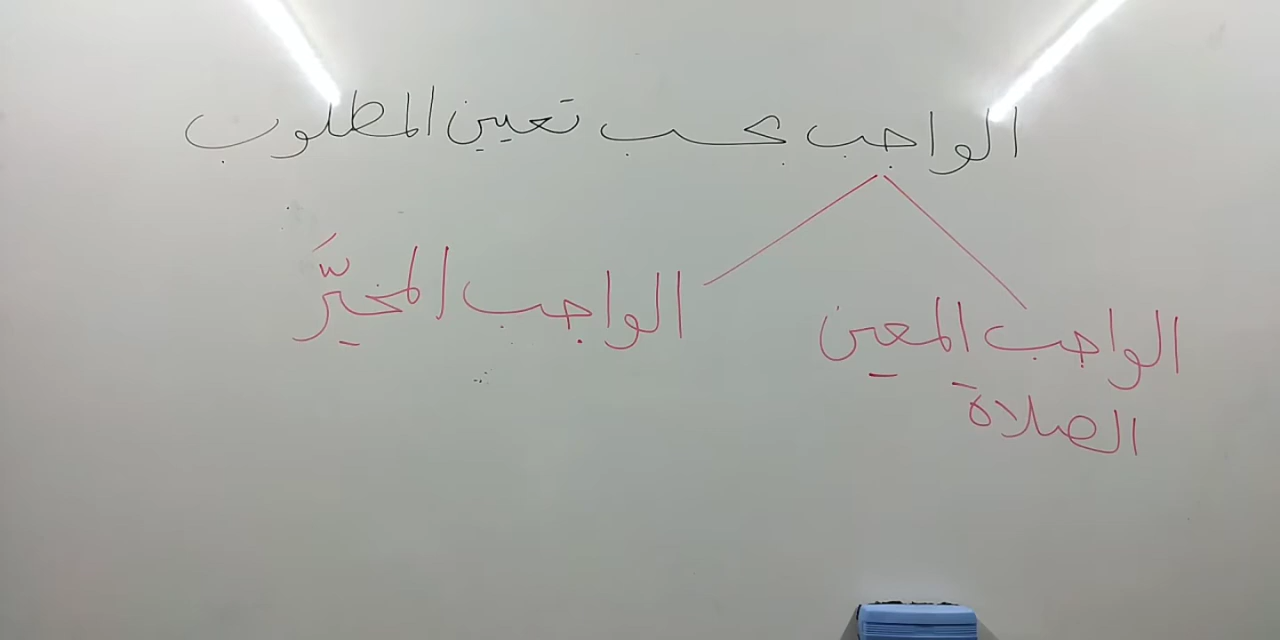 الواجب بحسب تعيين المطلوب
الواجب المعين
الواجب المخيَّر
الصلاة